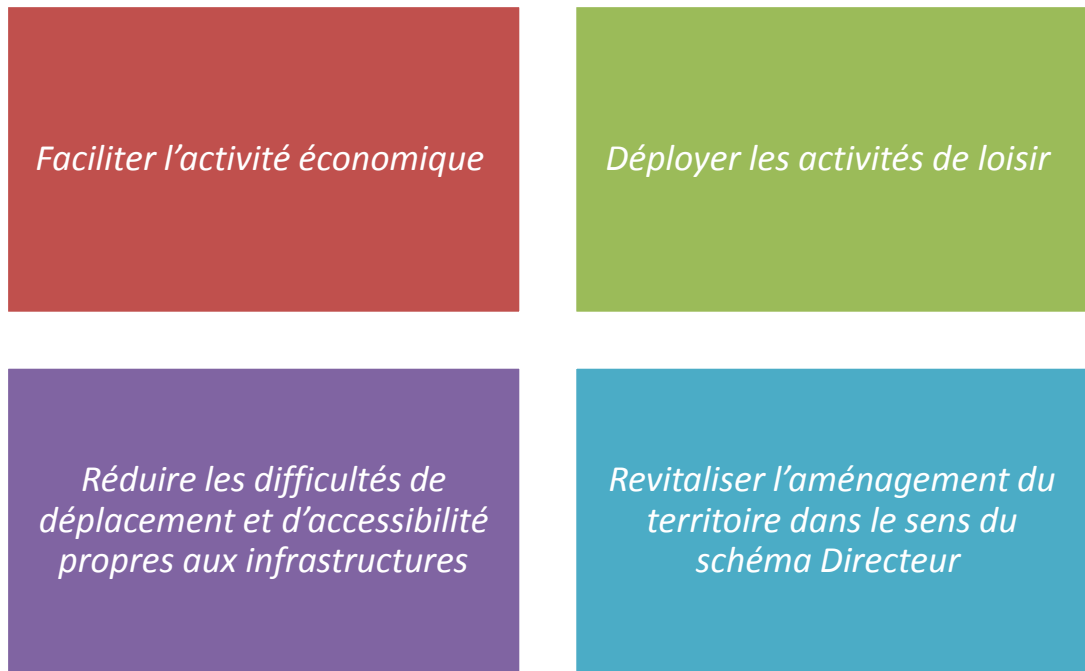 Faciliter l’activité économique
Déployer les activités de loisir
Réduire les difficultés de
déplacement et d’accessibilité
propres aux infrastructures
Revitaliser l’aménagement du
territoire dans le sens du
schéma Directeur